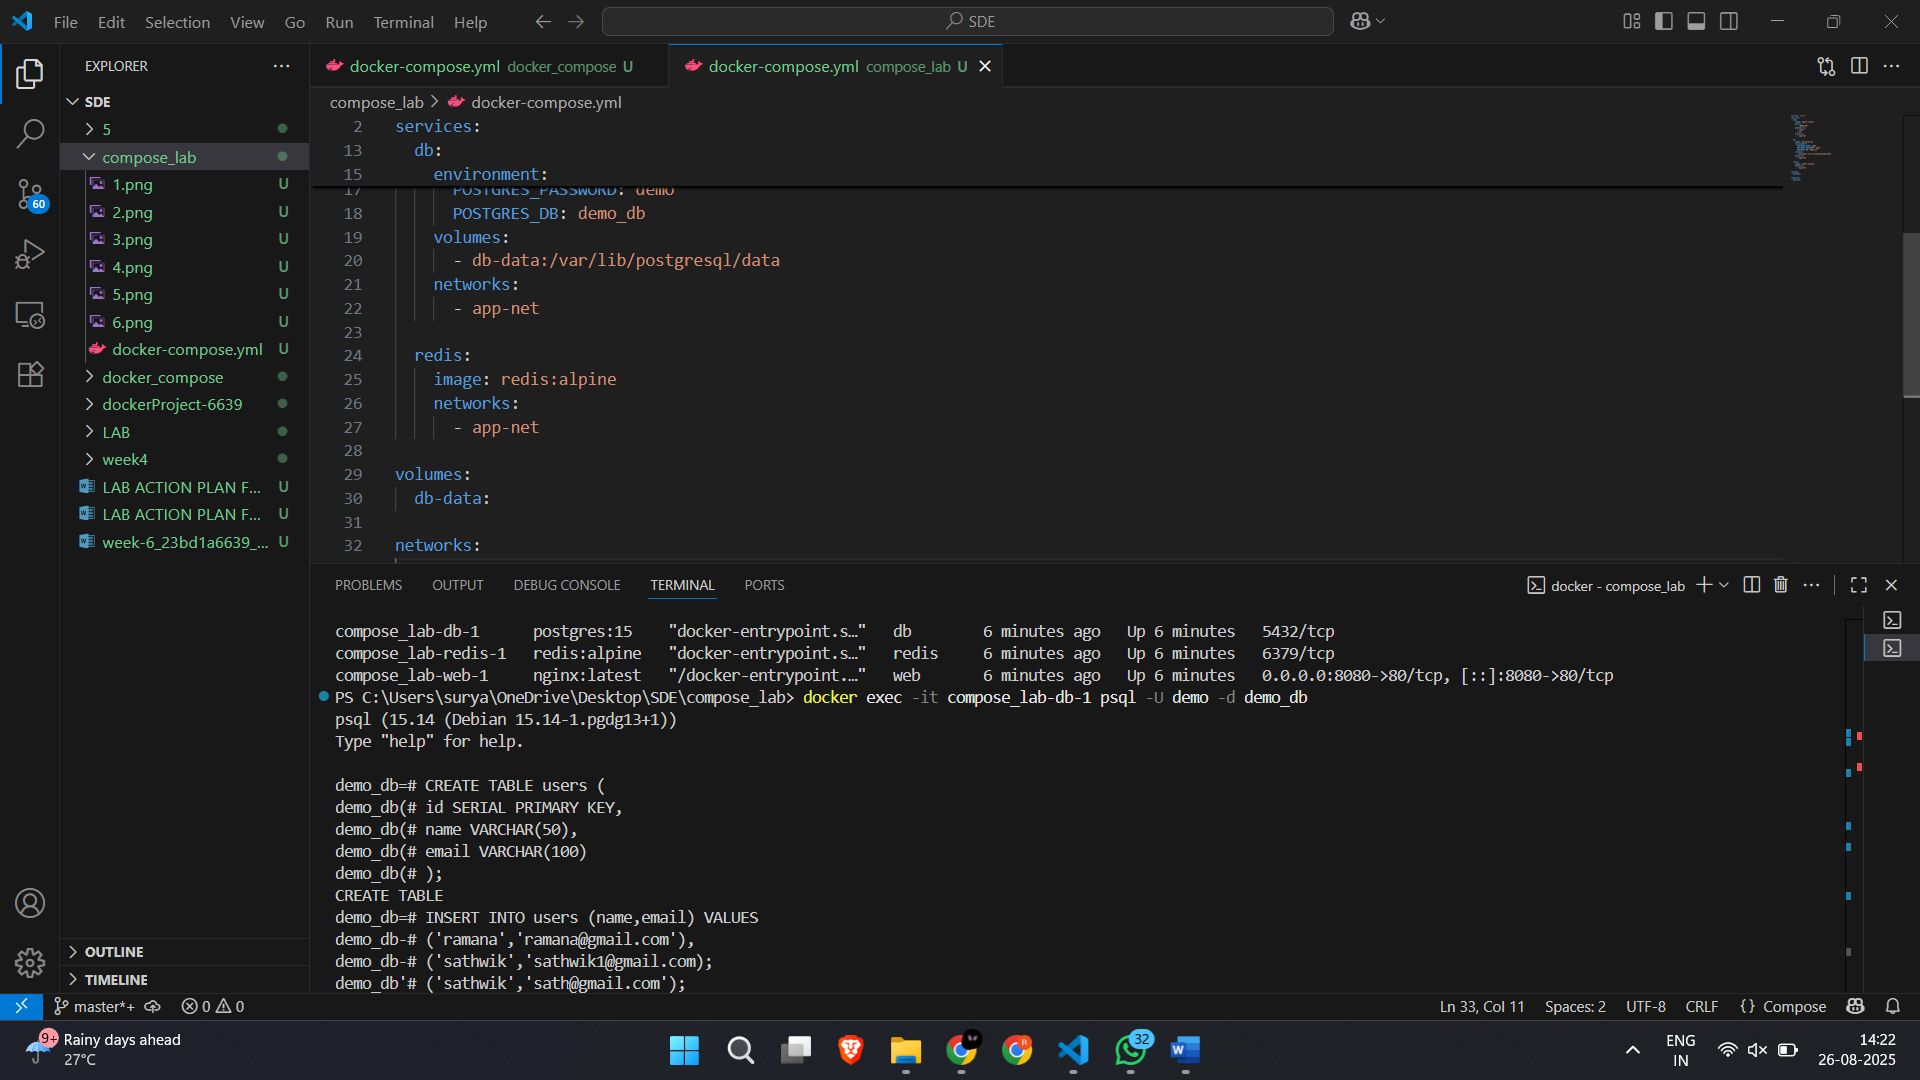 File Edit Selection View Go Run Terminal Help
SDE
EXPLORER
SDE
5
compose_lab
1.png U
2.png U
3.png U
4.png U
5.png U
6.png U
docker-compose.yml U
docker_compose
dockerProject-6639
LAB
week4
LAB ACTION PLAN F... U
LAB ACTION PLAN F... U
week-6_23bd1a6639_... U
OUTLINE
TIMELINE
60
docker-compose.yml docker_compose U
docker-compose.yml compose_lab U
compose_lab > docker-compose.yml
2 services:
13 db:
15 environment:
17 POSTGRES_PASSWORD: demo
18 POSTGRES_DB: demo_db
19 volumes:
20 - db-data:/var/lib/postgresql/data
21 networks:
22 - app-net
23
24 redis:
25 image: redis:alpine
26 networks:
27 - app-net
28
29 volumes:
30 db-data:
31
32 networks:
PROBLEMS OUTPUT DEBUG CONSOLE TERMINAL PORTS
docker - compose_lab
compose_lab-db-1 postgres:15 "docker-entrypoint.s…" db 6 minutes ago Up 6 minutes 5432/tcp
compose_lab-redis-1 redis:alpine "docker-entrypoint.s…" redis 6 minutes ago Up 6 minutes 6379/tcp
compose_lab-web-1 nginx:latest "/docker-entrypoint.…" web 6 minutes ago Up 6 minutes 0.0.0.0:8080->80/tcp, [::]:8080->80/tcp
PS C:\Users\surya\OneDrive\Desktop\SDE\compose_lab> docker exec -it compose_lab-db-1 psql -U demo -d demo_db
psql (15.14 (Debian 15.14-1.pgdg13+1))
Type "help" for help.
demo_db=# CREATE TABLE users (
demo_db(# id SERIAL PRIMARY KEY,
demo_db(# name VARCHAR(50),
demo_db(# email VARCHAR(100)
demo_db(# );
CREATE TABLE
demo_db=# INSERT INTO users (name,email) VALUES
demo_db-# ('ramana','ramana@gmail.com'),
demo_db-# ('sathwik','sathwik1@gmail.com);
demo_db'# ('sathwik','sath@gmail.com');
master*+ 0 0
Ln 33, Col 11 Spaces: 2 UTF-8 CRLF {} Compose
9+
Rainy days ahead
27°C
R
32
ENG
IN
14:22
26-08-2025